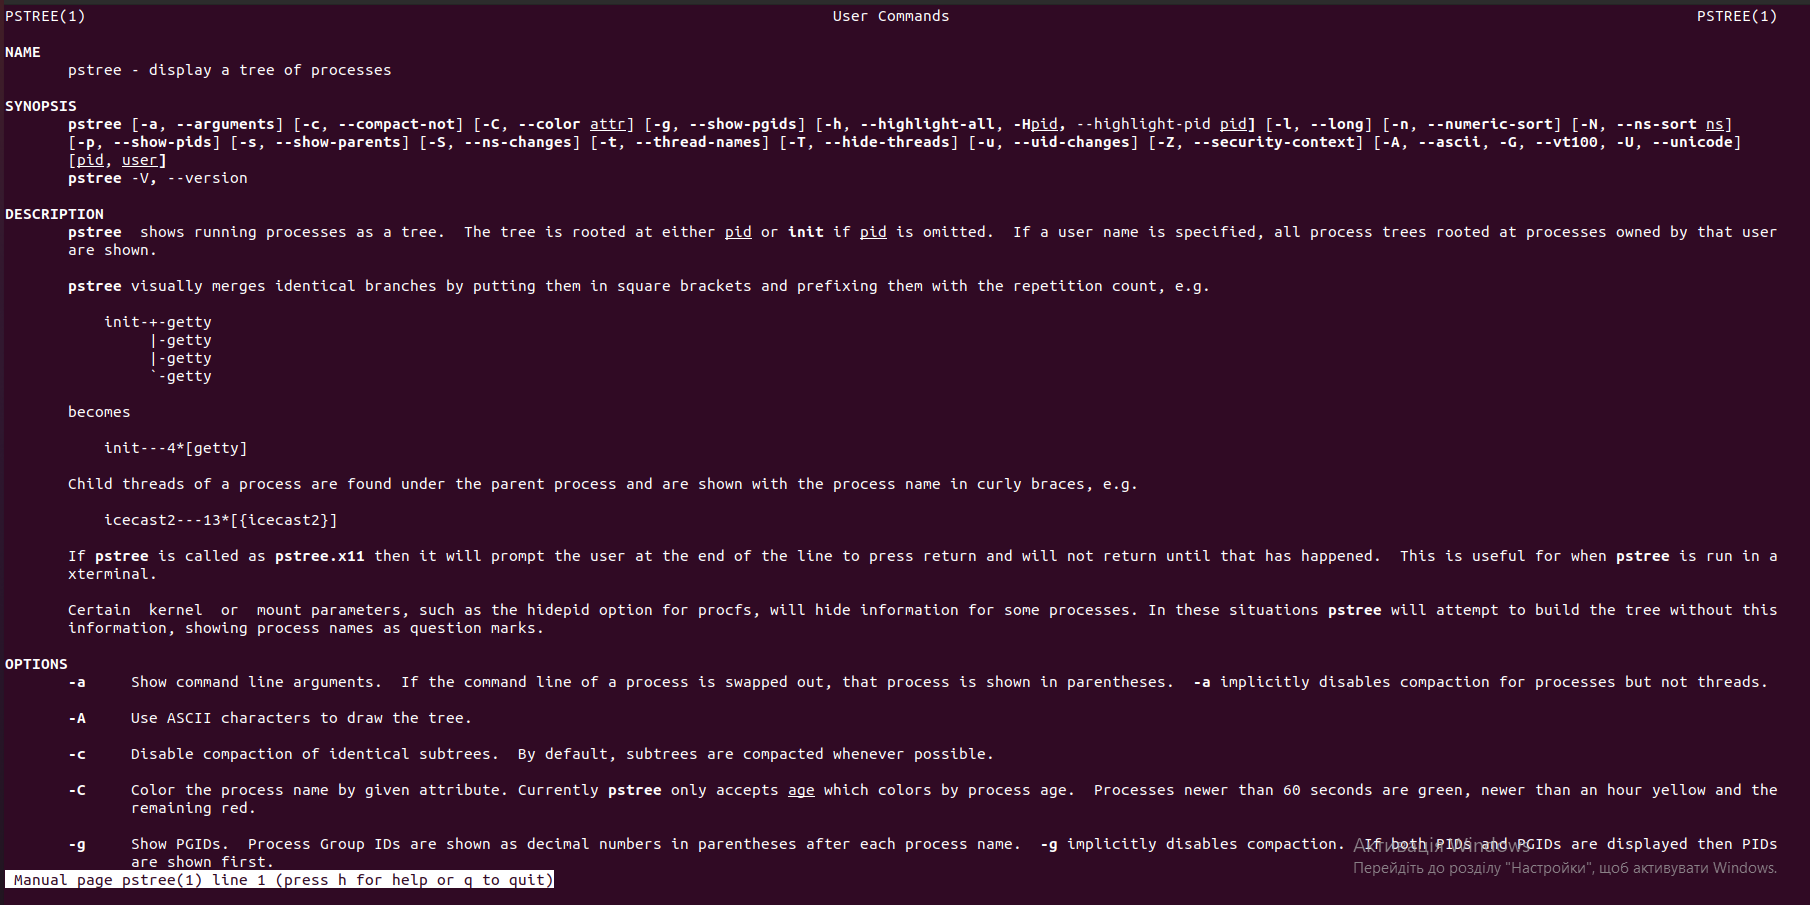 PSTREE(1) User Commands PSTREE(1)
NAME
pstree - display a tree of processes
SYNOPSIS
pstree [-a, --arguments] [-c, --compact-not] [-C, --color attr] [-g, --show-pgids] [-h, --highlight-all, -Hpid, --highlight-pid pid] [-l, --long] [-n, --numeric-sort] [-N, --ns-sort ns]
[-p, --show-pids] [-s, --show-parents] [-S, --ns-changes] [-t, --thread-names] [-T, --hide-threads] [-u, --uid-changes] [-Z, --security-context] [-A, --ascii, -G, --vt100, -U, --unicode]
[pid, user]
pstree -V, --version
DESCRIPTION
pstree  shows running processes as a tree.  The tree is rooted at either pid or init if pid is omitted.  If a user name is specified, all process trees rooted at processes owned by that user
are shown.
pstree visually merges identical branches by putting them in square brackets and prefixing them with the repetition count, e.g.
init-+-getty
|-getty
|-getty
`-getty
becomes
init---4*[getty]
Child threads of a process are found under the parent process and are shown with the process name in curly braces, e.g.
icecast2---13*[{icecast2}]
If pstree is called as pstree.x11 then it will prompt the user at the end of the line to press return and will not return until that has happened.  This is useful for when pstree is run in a
xterminal.
Certain  kernel  or  mount parameters, such as the hidepid option for procfs, will hide information for some processes. In these situations pstree will attempt to build the tree without this
information, showing process names as question marks.
OPTIONS
-a     Show command line arguments.  If the command line of a process is swapped out, that process is shown in parentheses.  -a implicitly disables compaction for processes but not threads.
-A     Use ASCII characters to draw the tree.
-c     Disable compaction of identical subtrees.  By default, subtrees are compacted whenever possible.
-C     Color the process name by given attribute. Currently pstree only accepts age which colors by process age.  Processes newer than 60 seconds are green, newer than an hour yellow and the
remaining red.
-g     Show PGIDs.  Process Group IDs are shown as decimal numbers in parentheses after each process name.  -g implicitly disables compaction.  If both PIDs and PGIDs are displayed then PIDs
are shown first.
Активація Windows
Перейдіть до розділу "Настройки", щоб активувати Windows.
Manual page pstree(1) line 1 (press h for help or q to quit)